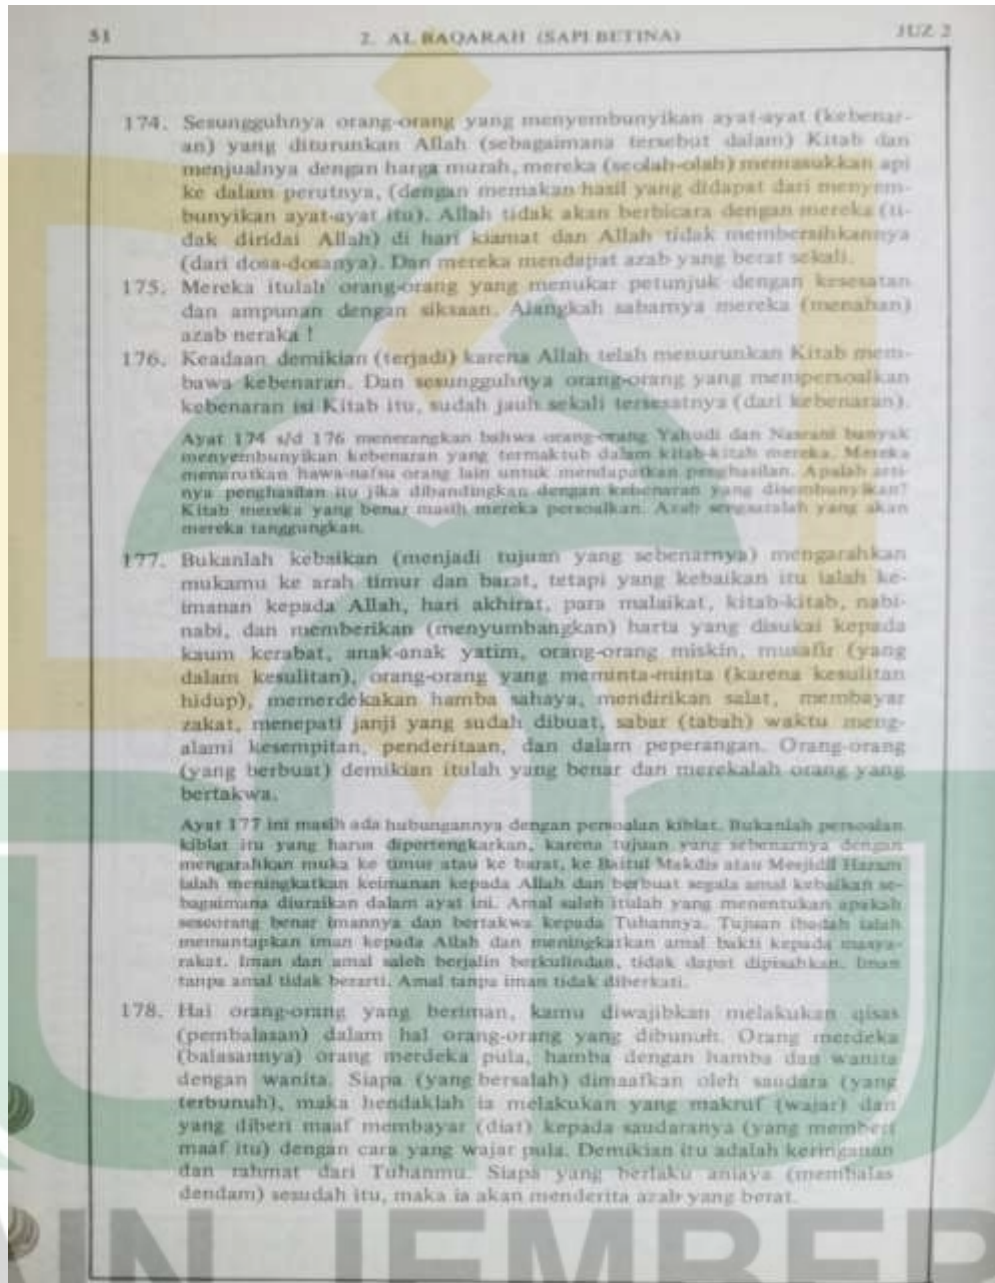 51
2. AL BAQARAH (SAPI BETINA)
JUZ 2
174. Sesungguhnya orang-orang yang menyembunyikan ayat-ayat (kebenar-
an) yang diturunkan Allah (sebagaimana tersebut dalam) Kitab dan
menjualnya dengan harga murah, mereka (seolah-olah) memasukkan api
ke dalam perutnya, (dengan memakan hasil yang didapat dari menyem-
bunyikan ayat-ayat itu). Allah tidak akan berbicara dengan mereka (ti-
dak diridai Allah) di hari kiamat dan Allah tidak membersihkannya
(dari dosa-dosanya). Dan mereka mendapat azab yang berat sekali.
175. Mereka itulah orang-orang yang menukar petunjuk dengan kesesatan
dan ampunan dengan siksaan. Alangkah sabarnya mereka (menahan)
azab neraka !
176. Keadaan demikian (terjadi) karena Allah telah menurunkan Kitab mem-
bawa kebenaran. Dan sesungguhnya orang-orang yang mempersoalkan
kebenaran isi Kitab itu, sudah jauh sekali tersesatnya (dari kebenaran).
Ayat 174 s/d 176 menerangkan bahwa orang-orang Yahudi dan Nasrani banyak
menyembunyikan kebenaran yang termaktub dalam kitab-kitab mereka. Mereka
menurutkan hawa-nafsu orang lain untuk mendapatkan penghasilan. Apalah arti-
nya penghasilan itu jika dibandingkan dengan kebenaran yang disembunyikan?
Kitab mereka yang benar masih mereka persoalkan. Azab sengsaralah yang akan
mereka tanggungkan.
177. Bukanlah kebaikan (menjadi tujuan yang sebenarnya) mengarahkan
mukamu ke arah timur dan barat, tetapi yang kebaikan itu ialah ke-
imanan kepada Allah, hari akhirat, para malaikat, kitab-kitab, nabi-
nabi, dan memberikan (menyumbangkan) harta yang disukai kepada
kaum kerabat, anak-anak yatim, orang-orang miskin, musafir (yang
dalam kesulitan), orang-orang yang meminta-minta (karena kesulitan
hidup), memerdekakan hamba sahaya, mendirikan salat, membayar
zakat, menepati janji yang sudah dibuat, sabar (tabah) waktu meng-
alami kesempitan, penderitaan, dan dalam peperangan. Orang-orang
(yang berbuat) demikian itulah yang benar dan merekalah orang yang
bertakwa.
Ayat 177 ini masih ada hubungannya dengan persoalan kiblat. Bukanlah persoalan
kiblat itu yang harus dipertengkarkan, karena tujuan yang sebenarnya dengan
mengarahkan muka ke timur atau ke barat, ke Baitul Makdis atau Mesjidil Haram
ialah meningkatkan keimanan kepada Allah dan berbuat segala amal kebaikan se-
bagaimana diuraikan dalam ayat ini. Amal saleh itulah yang menentukan apakah
seseorang benar imannya dan bertakwa kepada Tuhannya. Tujuan ibadah ialah
memantapkan iman kepada Allah dan meningkatkan amal bakti kepada masya-
rakat. Iman dan amal saleh berjalin berkulindan, tidak dapat dipisahkan. Iman
tanpa amal tidak berarti. Amal tanpa iman tidak diberkati.
178. Hai orang-orang yang beriman, kamu diwajibkan melakukan qisas
(pembalasan) dalam hal orang-orang yang dibunuh. Orang merdeka
(balasannya) orang merdeka pula, hamba dengan hamba dan wanita
dengan wanita. Siapa (yang bersalah) dimaafkan oleh saudara (yang
terbunuh), maka hendaklah ia melakukan yang makruf (wajar) dan
yang diberi maaf membayar (diat) kepada saudaranya (yang memberi
maaf itu) dengan cara yang wajar pula. Demikian itu adalah keringanan
dan rahmat dari Tuhanmu. Siapa yang berlaku aniaya (membalas
dendam) sesudah itu, maka ia akan menderita azab yang berat.
AIN JEMBER